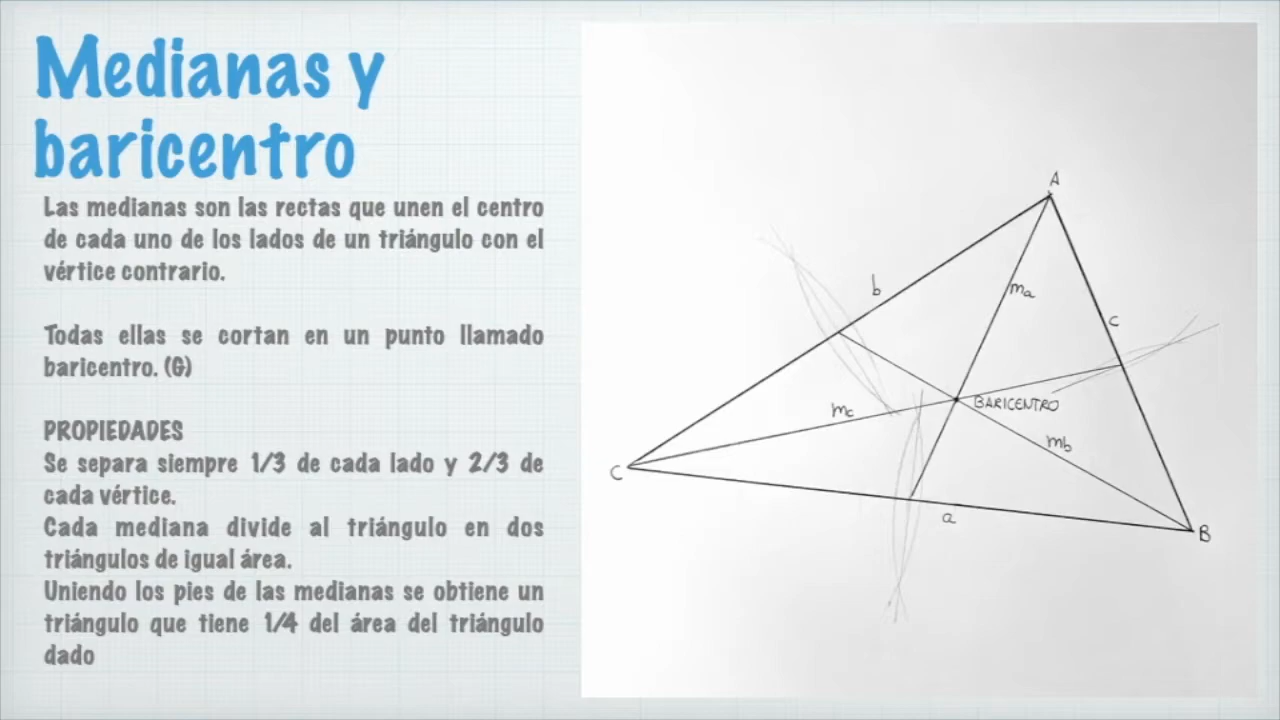 Medianas y
baricentro
Las medianas son las rectas que unen el centro
de cada uno de los lados de un triángulo con el
vértice contrario.
Todas ellas se cortan en un punto llamado
baricentro. (G)
PROPIEDADES
Se separa siempre 1/3 de cada lado y 2/3 de
cada vértice.
Cada mediana divide al triángulo en dos
triángulos de igual área.
Uniendo los pies de las medianas se obtiene un
triángulo que tiene 1/4 del área del triángulo
dado
A
b
ma
c
BARICENTRO
mc
mb
C
a
B